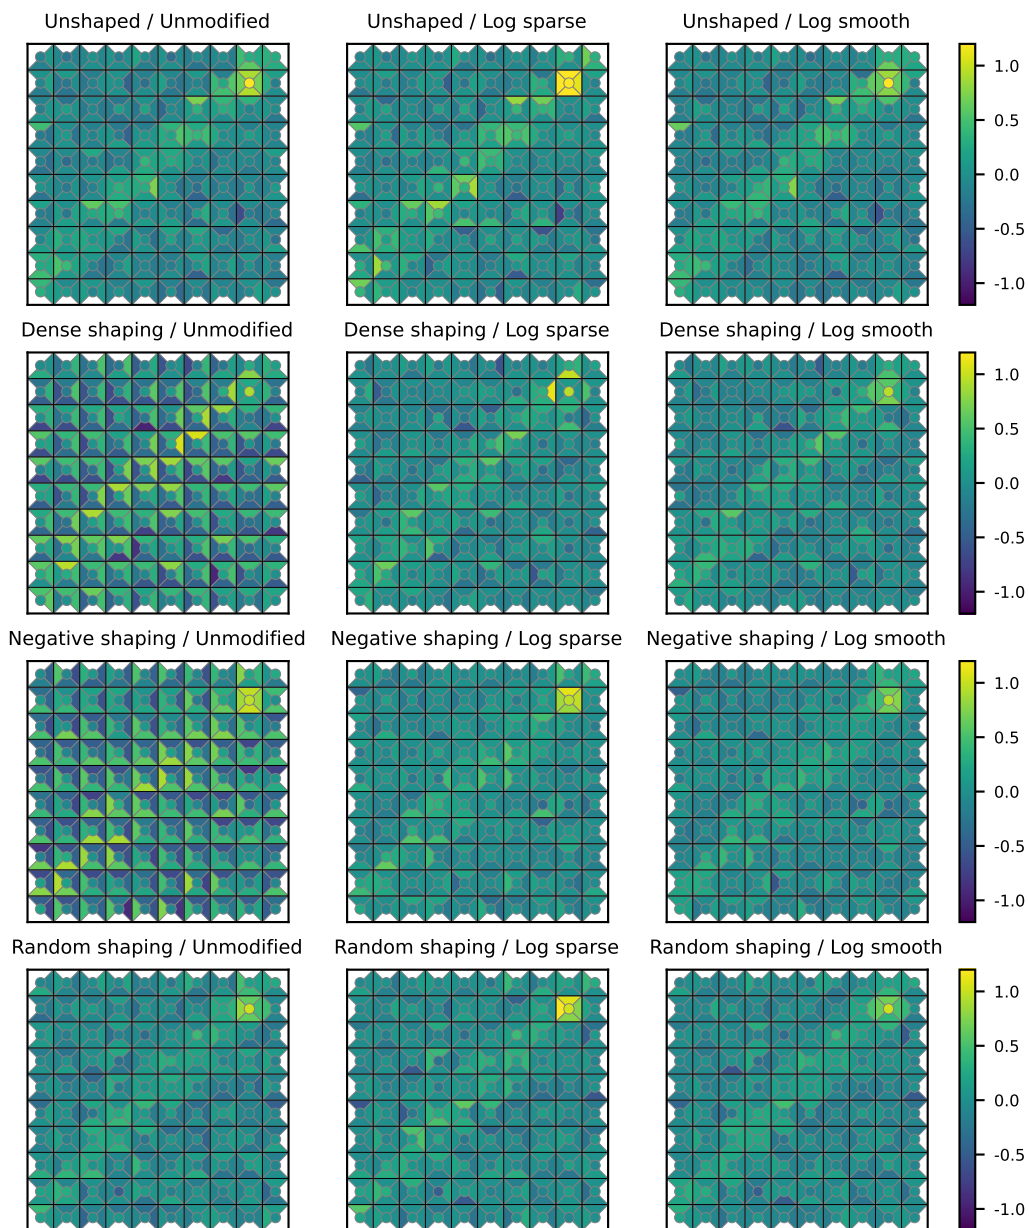 Unshaped / Unmodified
Unshaped / Log sparse
Unshaped / Log smooth
1.0
0.5
0.0
-0.5
-1.0
Dense shaping / Unmodified
Dense shaping / Log sparse
Dense shaping / Log smooth
1.0
0.5
0.0
-0.5
-1.0
Negative shaping / Unmodified
Negative shaping / Log sparse
Negative shaping / Log smooth
1.0
0.5
0.0
-0.5
-1.0
Random shaping / Unmodified
Random shaping / Log sparse
Random shaping / Log smooth
1.0
0.5
0.0
-0.5
-1.0